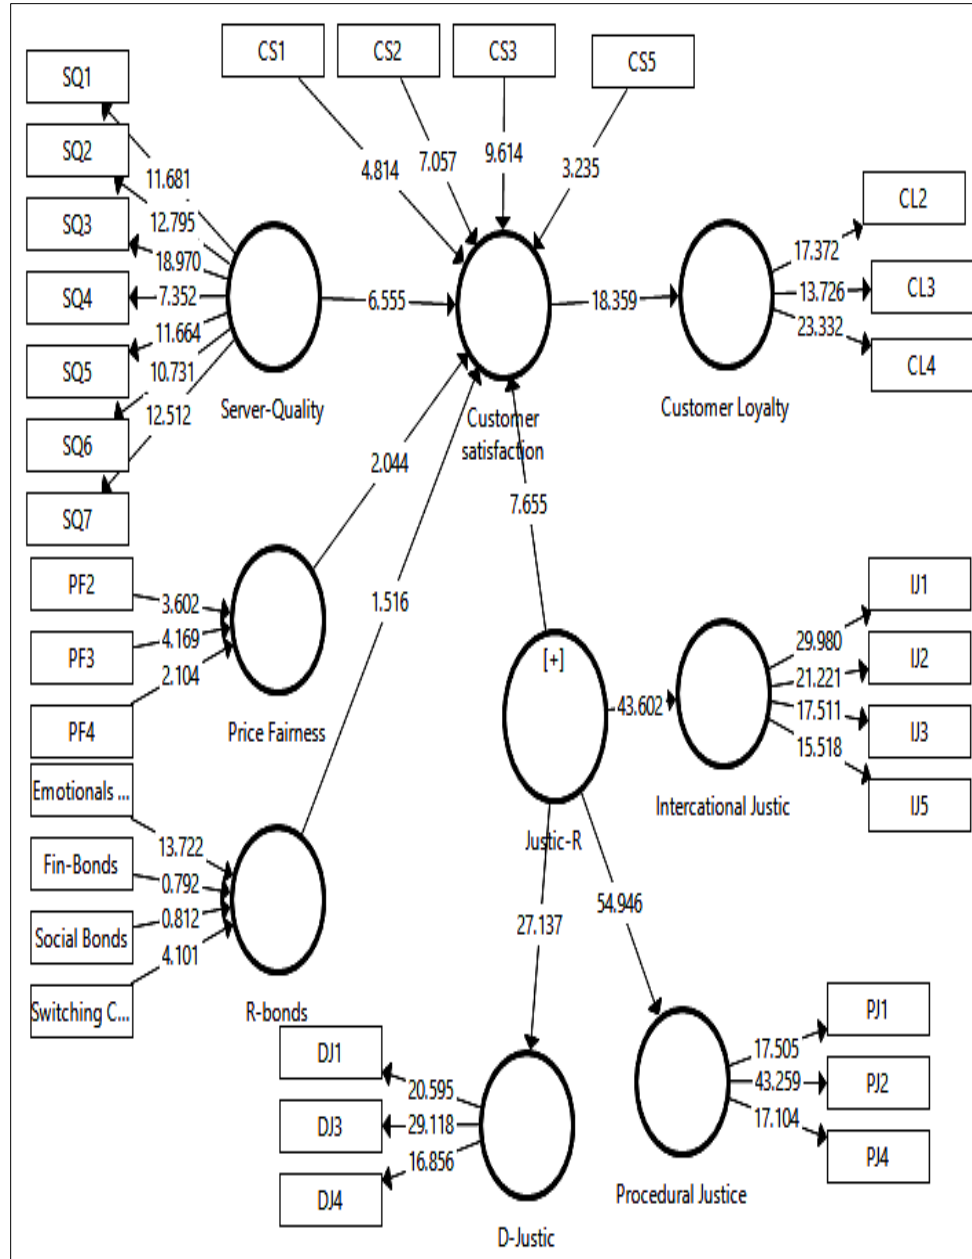 CS1
CS2
CS3
CS5
SQ1
SQ2
SQ3
SQ4
SQ5
SQ6
SQ7
11.681
12.795
18.970
7.352
11.664
10.731
12.512
4.814
7.057
9.614
3.235
6.555
18.359
Server-Quality
Customer
satisfaction
Customer Loyalty
17.372
13.726
23.332
CL2
CL3
CL4
2.044
1.516
7.655
PF2
PF3
PF4
3.602
4.169
2.104
Price Fairness
Emotionals ...
Fin-Bonds
Social Bonds
Switching C...
13.722
0.792
0.812
4.101
R-bonds
[+]
Justic-R
43.602
27.137
54.946
Intercational Justic
29.980
21.221
17.511
15.518
IJ1
IJ2
IJ3
IJ5
DJ1
DJ3
DJ4
20.595
29.118
16.856
D-Justic
Procedural Justice
17.505
43.259
17.104
PJ1
PJ2
PJ4